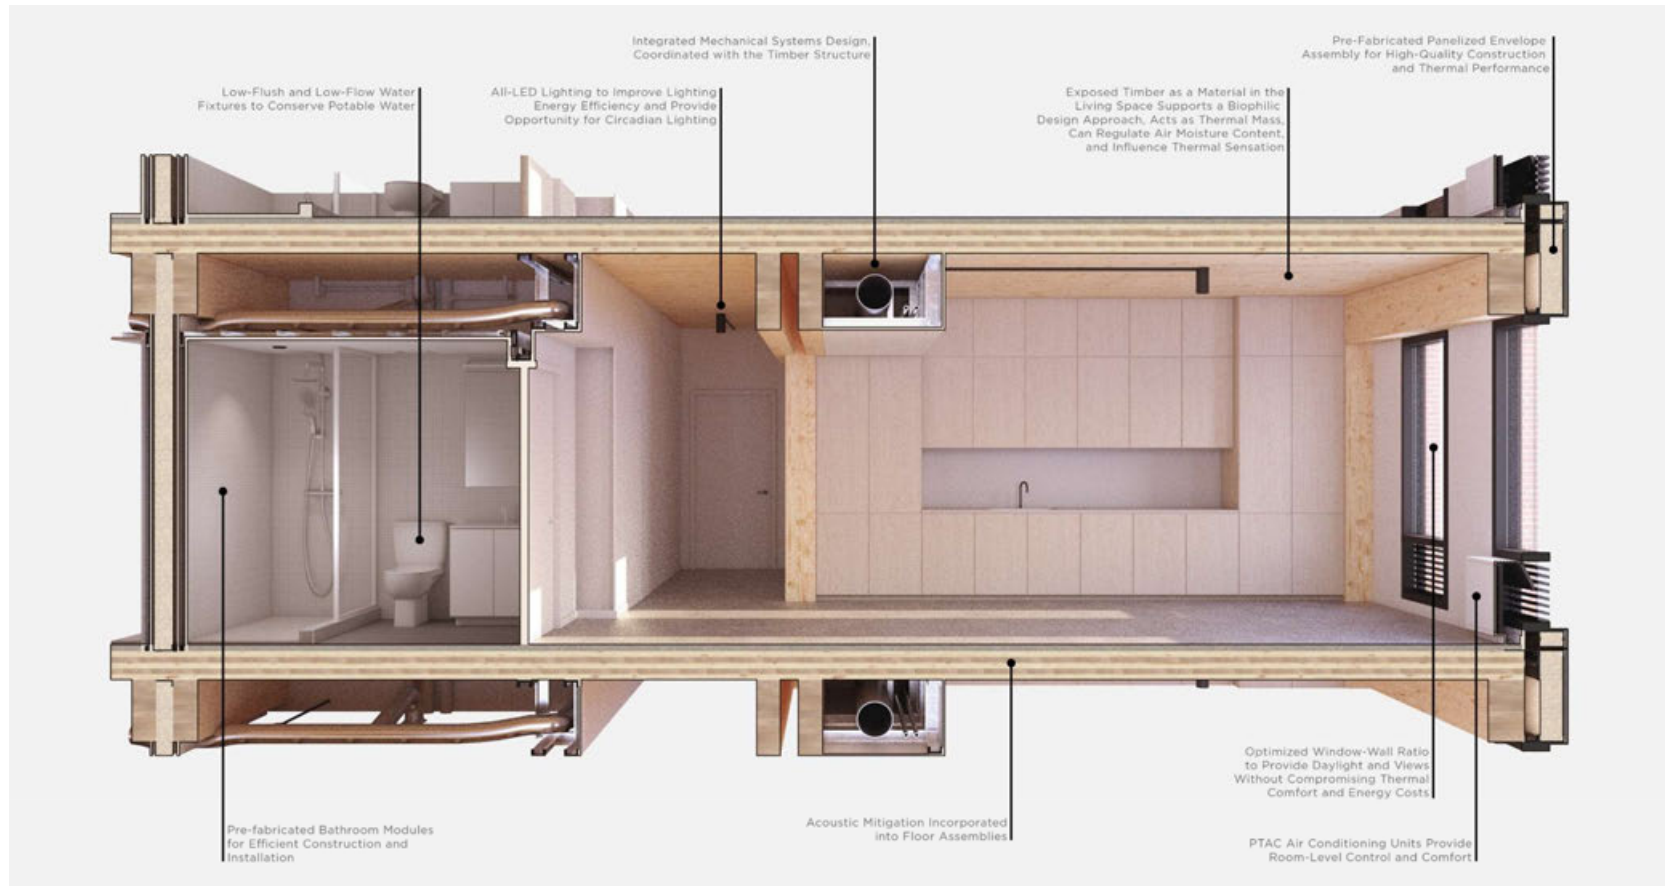 Integrated Mechanical Systems Design,
Coordinated with the Timber Structure
Pre-Fabricated Panelized Envelope
Assembly for High-Quality Construction
and Thermal Performance
Low-Flush and Low-Flow Water
Fixtures to Conserve Potable Water
All-LED Lighting to Improve Lighting
Energy Efficiency and Provide
Opportunity for Circadian Lighting
Exposed Timber as a Material in the
Living Space Supports a Biophilic
Design Approach, Acts as Thermal Mass,
Can Regulate Air Moisture Content,
and Influence Thermal Sensation
Optimized Window-Wall Ratio
to Provide Daylight and Views
Without Compromising Thermal
Comfort and Energy Costs
Acoustic Mitigation Incorporated
into Floor Assemblies
Pre-fabricated Bathroom Modules
for Efficient Construction and
Installation
PTAC Air Conditioning Units Provide
Room-Level Control and Comfort